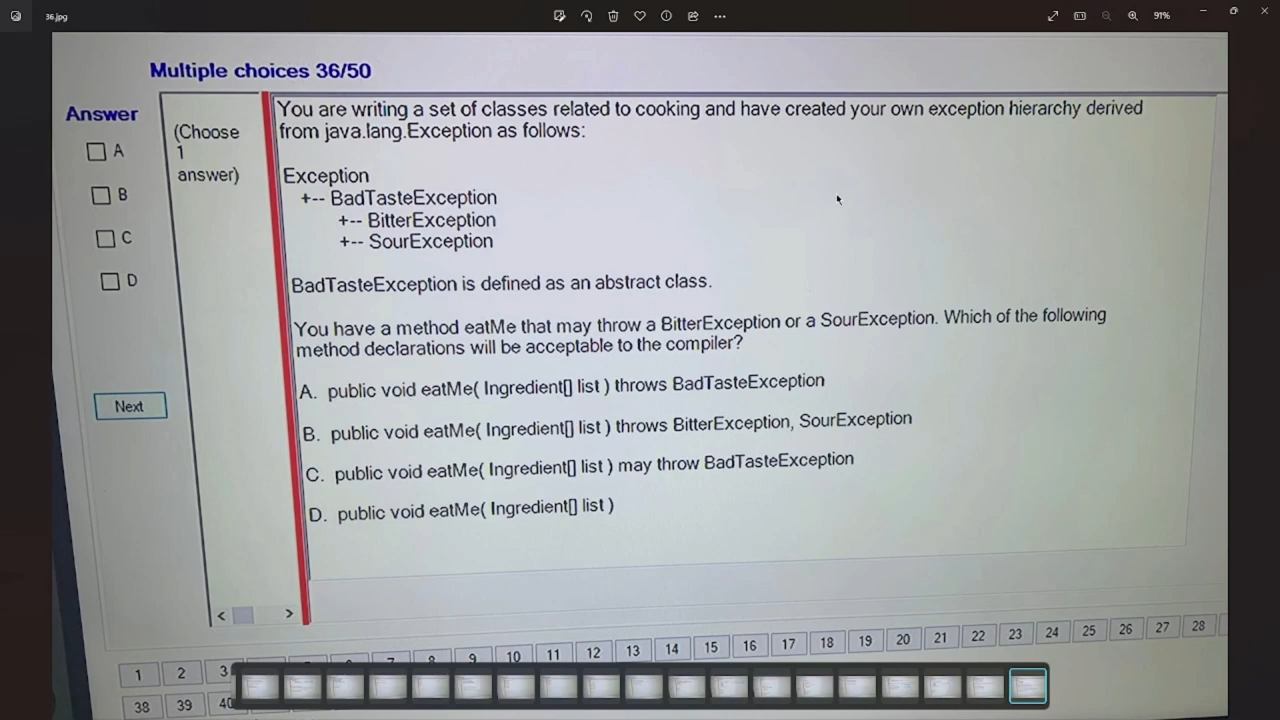 36.jpg
91%
Multiple choices 36/50
Answer
A
B
C
D
Next
(Choose
1
answer)
You are writing a set of classes related to cooking and have created your own exception hierarchy derived
from java.lang.Exception as follows:
Exception
+-- BadTasteException
+-- BitterException
+-- SourException
BadTasteException is defined as an abstract class.
You have a method eatMe that may throw a BitterException or a SourException. Which of the following
method declarations will be acceptable to the compiler?
A. public void eatMe( Ingredient[] list ) throws BadTasteException
B. public void eatMe( Ingredient[] list ) throws BitterException, SourException
C. public void eatMe( Ingredient[] list ) may throw BadTasteException
D. public void eatMe( Ingredient[] list )
1 2 3 7 8 9 10 11 12 13 14 15 16 17 18 19 20 21 22 23 24 25 26 27 28
38 39 40